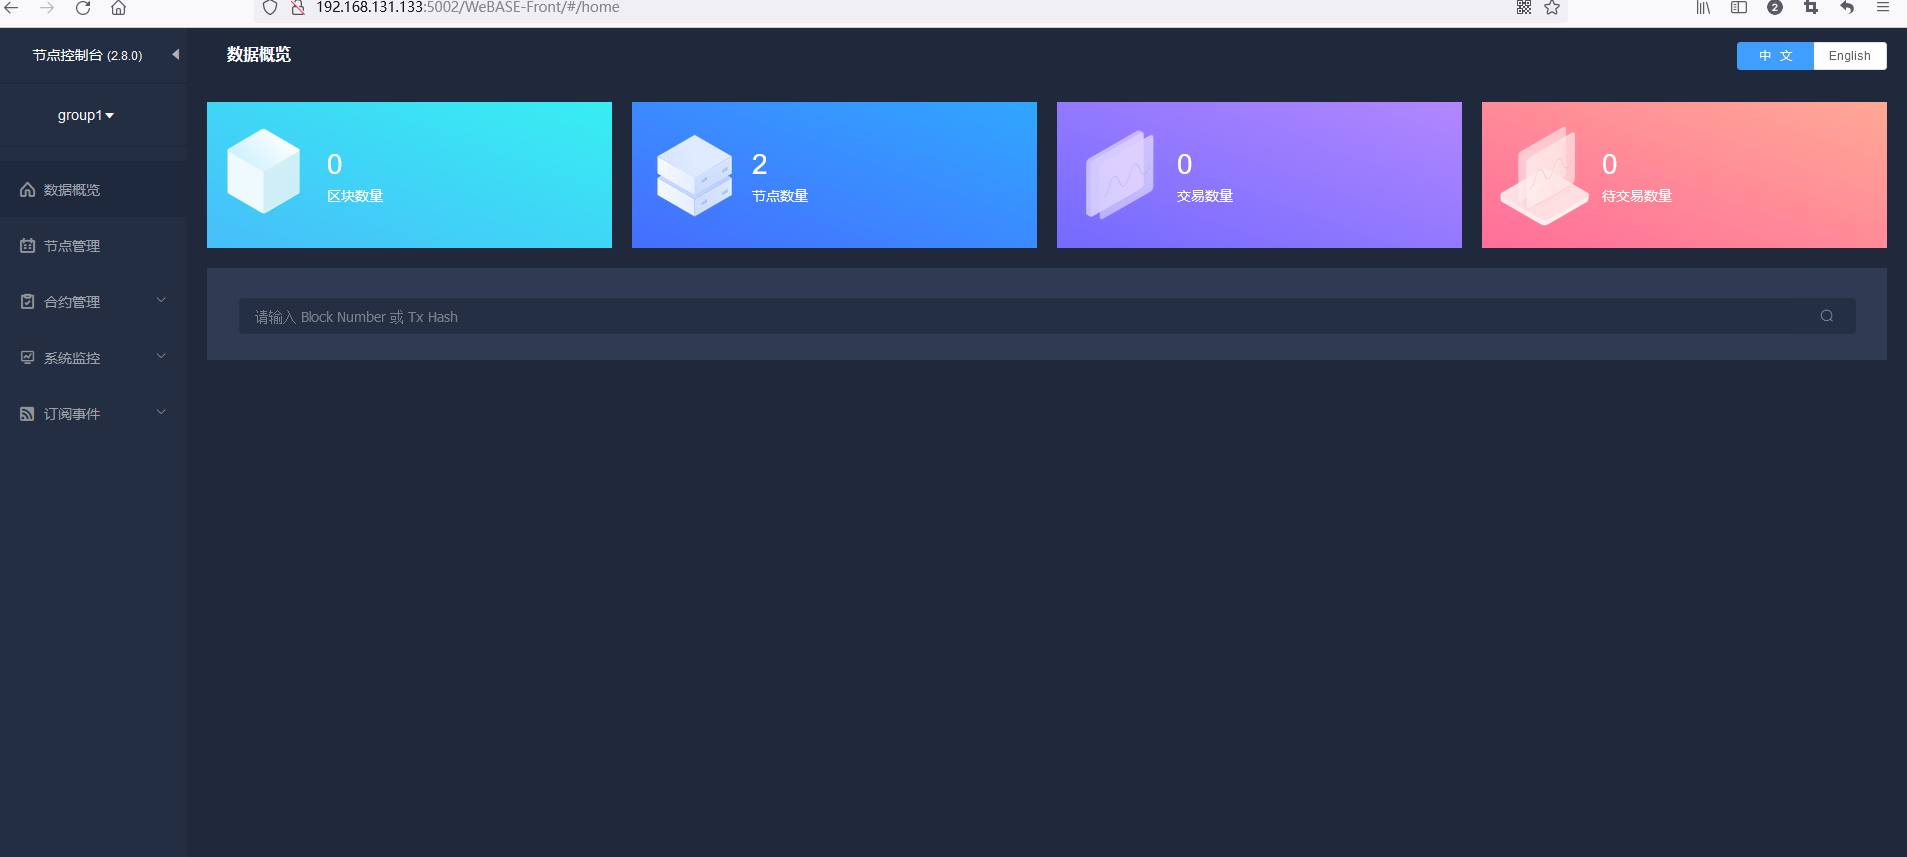 192.168.131.133:5002/WeBASE-Front/#/home
2
节点控制台 (2.8.0)
数据概览
中 文
English
group1
0
区块数量
2
节点数量
0
交易数量
0
待交易数量
数据概览
节点管理
合约管理
系统监控
订阅事件
请输入 Block Number 或 Tx Hash